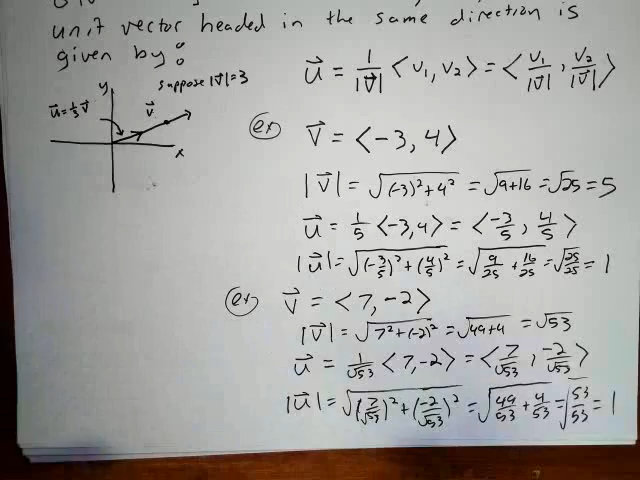 unit vector headed in the same direction is
given by:
u⃗ = 1/|v⃗| <v₁, v₂> = <v₁/|v⃗|, v₂/|v⃗|>
suppose |v⃗|=3
y
u⃗=⅓v⃗
v⃗
x
ex) v⃗ = <-3, 4>
|v⃗| = √((-3)²+4²) = √(9+16) = √25 = 5
u⃗ = 1/5 <-3, 4> = <-3/5, 4/5>
|u⃗| = √((-3/5)²+(4/5)²) = √(9/25 + 16/25) = √(25/25) = 1
ex) v⃗ = <7, -2>
|v⃗| = √(7²+(-2)²) = √(49+4) = √53
u⃗ = 1/√53 <7, -2> = <7/√53, -2/√53>
|u⃗| = √((7/√53)²+(-2/√53)²) = √(49/53 + 4/53) = √(53/53) = 1